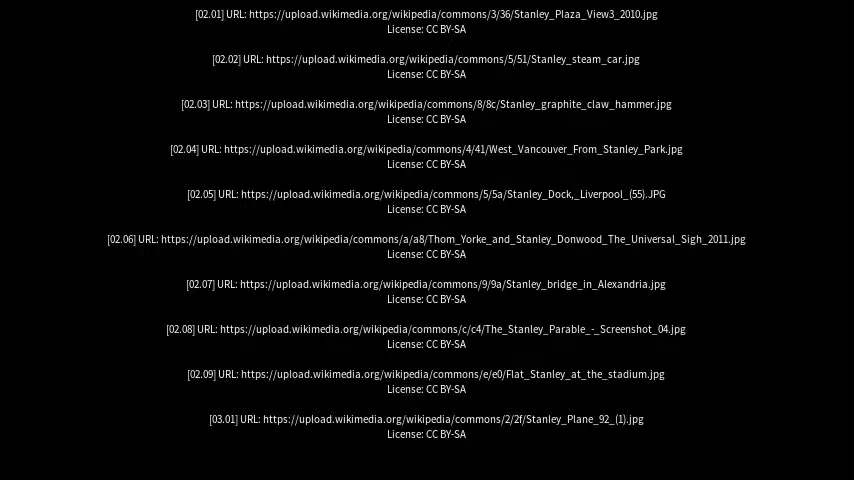 [02.01] URL: https://upload.wikimedia.org/wikipedia/commons/3/36/Stanley_Plaza_View3_2010.jpg
License: CC BY-SA
[02.02] URL: https://upload.wikimedia.org/wikipedia/commons/5/51/Stanley_steam_car.jpg
License: CC BY-SA
[02.03] URL: https://upload.wikimedia.org/wikipedia/commons/8/8c/Stanley_graphite_claw_hammer.jpg
License: CC BY-SA
[02.04] URL: https://upload.wikimedia.org/wikipedia/commons/4/41/West_Vancouver_From_Stanley_Park.jpg
License: CC BY-SA
[02.05] URL: https://upload.wikimedia.org/wikipedia/commons/5/5a/Stanley_Dock,_Liverpool_(55).JPG
License: CC BY-SA
[02.06] URL: https://upload.wikimedia.org/wikipedia/commons/a/a8/Thom_Yorke_and_Stanley_Donwood_The_Universal_Sigh_2011.jpg
License: CC BY-SA
[02.07] URL: https://upload.wikimedia.org/wikipedia/commons/9/9a/Stanley_bridge_in_Alexandria.jpg
License: CC BY-SA
[02.08] URL: https://upload.wikimedia.org/wikipedia/commons/c/c4/The_Stanley_Parable_-_Screenshot_04.jpg
License: CC BY-SA
[02.09] URL: https://upload.wikimedia.org/wikipedia/commons/e/e0/Flat_Stanley_at_the_stadium.jpg
License: CC BY-SA
[03.01] URL: https://upload.wikimedia.org/wikipedia/commons/2/2f/Stanley_Plane_92_(1).jpg
License: CC BY-SA